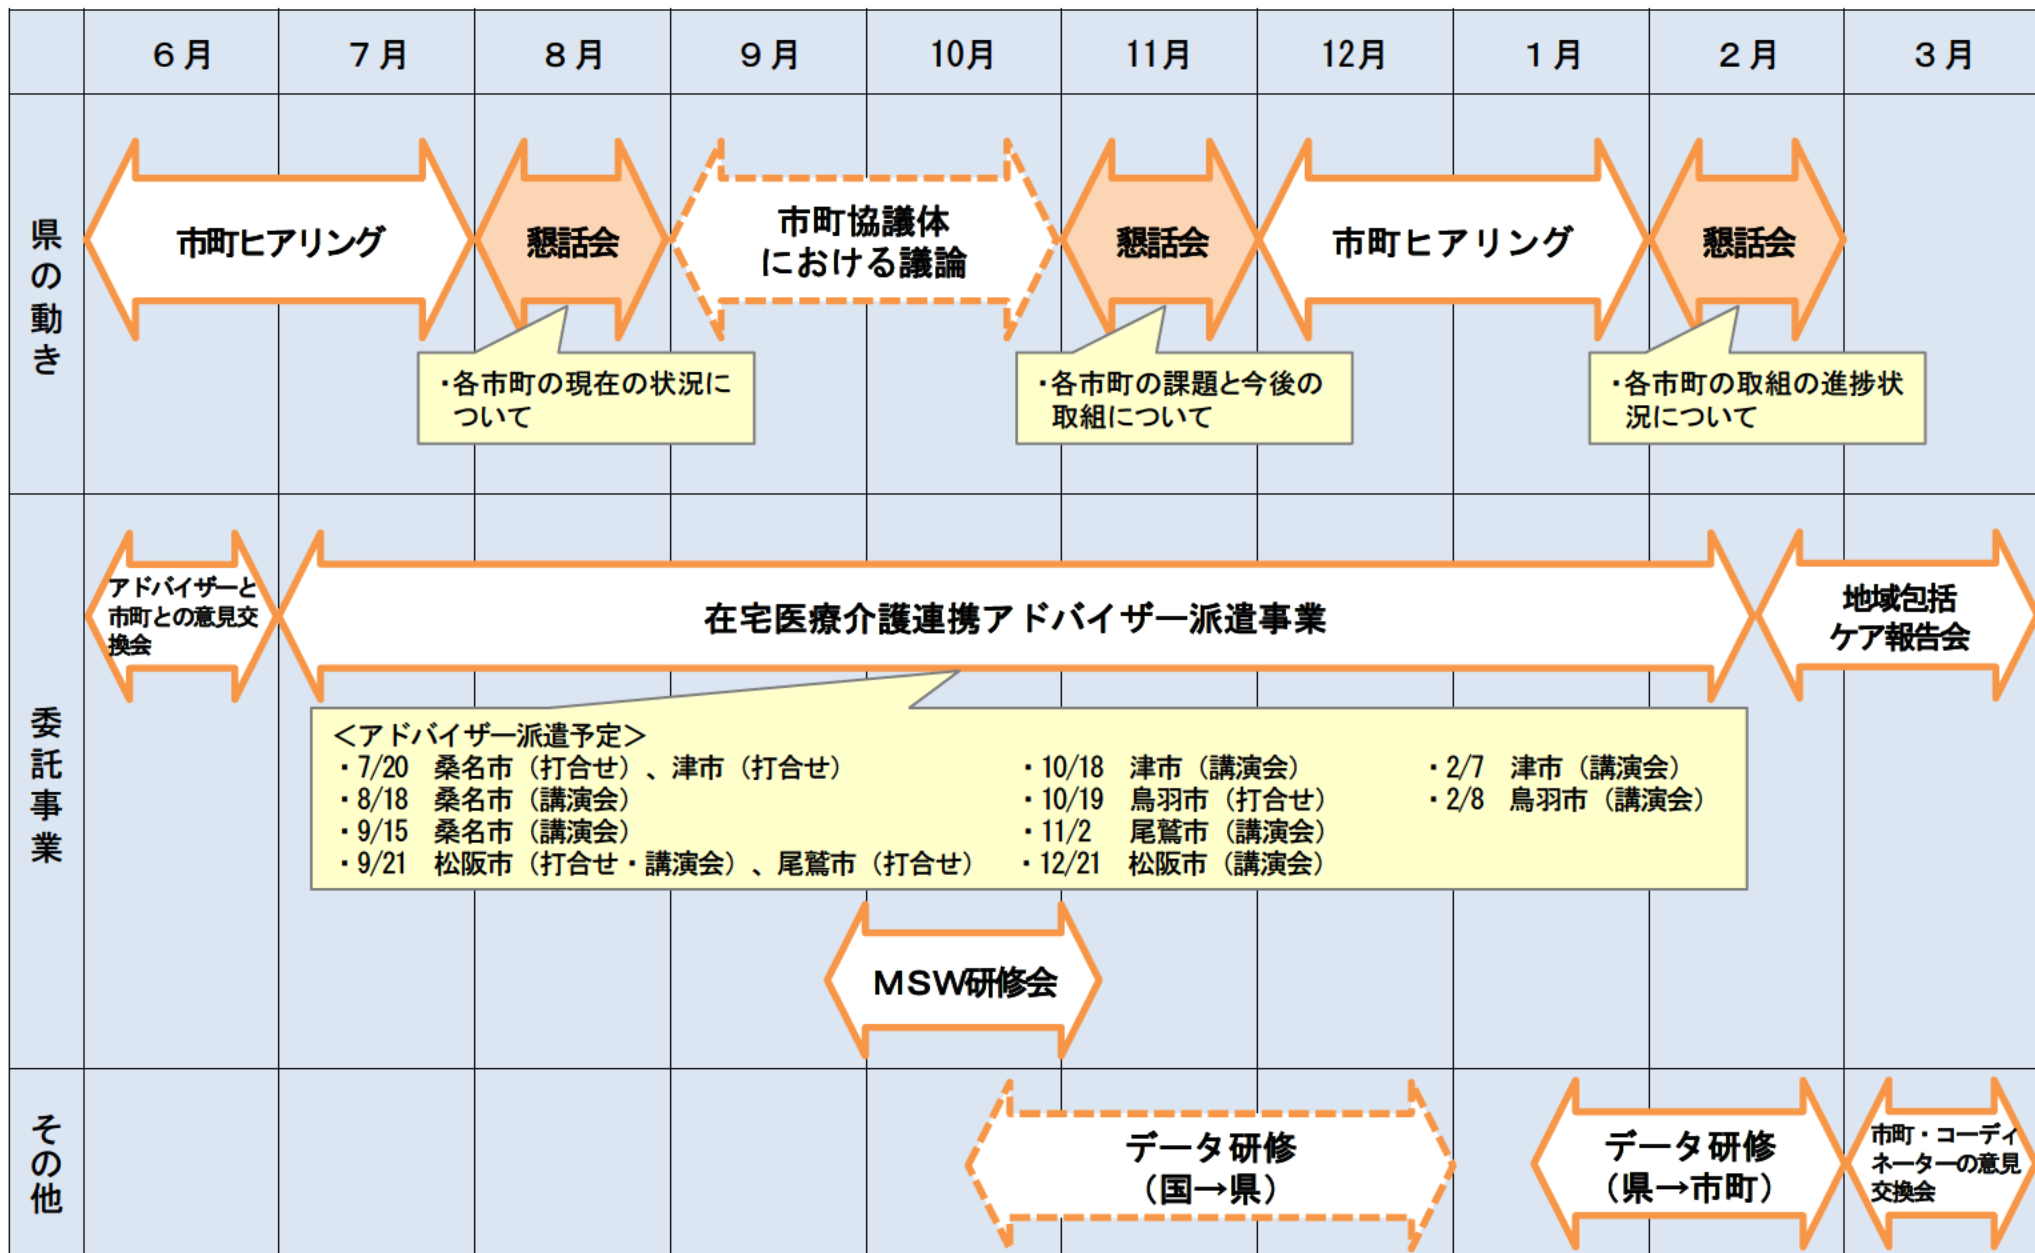 6月 7月 8月 9月 10月 11月 12月 1月 2月 3月
県の動き
市町ヒアリング
懇話会
市町協議体
における議論
懇話会
市町ヒアリング
懇話会
・各市町の現在の状況に
ついて
・各市町の課題と今後の
取組について
・各市町の取組の進捗状
況について
委託事業
アドバイザーと
市町との意見交
換会
在宅医療介護連携アドバイザー派遣事業
地域包括
ケア報告会
＜アドバイザー派遣予定＞
・7/20 桑名市（打合せ）、津市（打合せ）
・8/18 桑名市（講演会）
・9/15 桑名市（講演会）
・9/21 松阪市（打合せ・講演会）、尾鷲市（打合せ）
・10/18 津市（講演会）
・10/19 鳥羽市（打合せ）
・11/2 尾鷲市（講演会）
・12/21 松阪市（講演会）
・2/7 津市（講演会）
・2/8 鳥羽市（講演会）
ＭＳＷ研修会
その他
データ研修
（国→県）
データ研修
（県→市町）
市町・コーディ
ネーターの意見
交換会